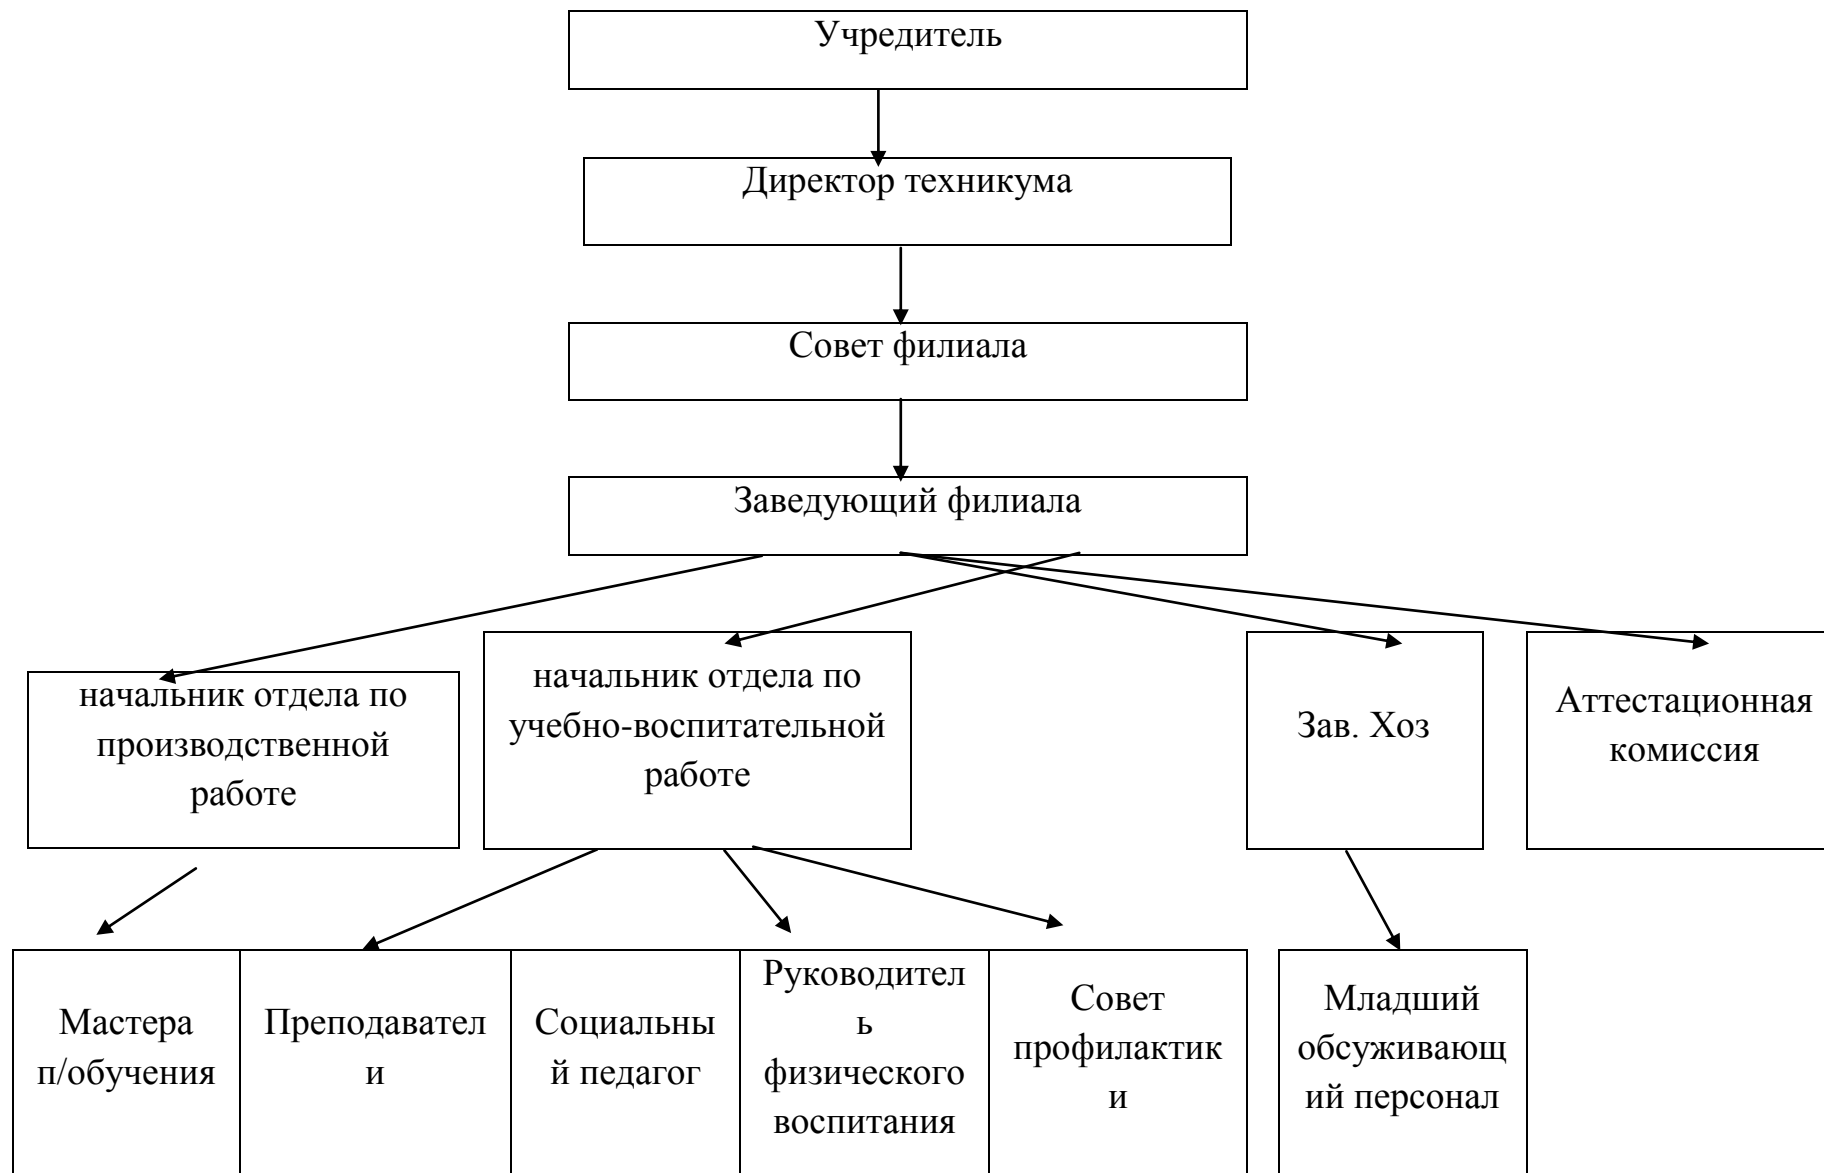 Учредитель
Директор техникума
Совет филиала
Заведующий филиала
начальник отдела по
производственной
работе
начальник отдела по
учебно-воспитательной
работе
Зав. Хоз
Аттестационная
комиссия
Мастера
п/обучения
Преподавател
и
Социальны
й педагог
Руководител
ь
физического
воспитания
Совет
профилактик
и
Младший
обсуживающ
ий персонал